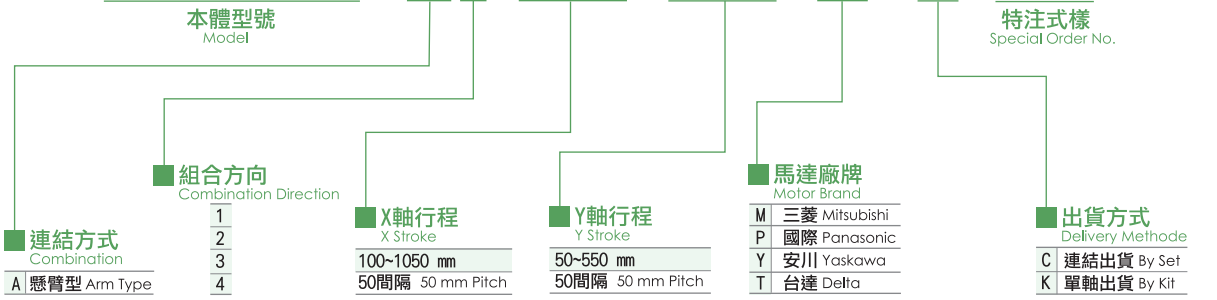 本體型號
Model
特注式樣
Special Order No.
組合方向
Combination Direction
1
2
3
4
馬達廠牌
Motor Brand
M 三菱 Mitsubishi
P 國際 Panasonic
Y 安川 Yaskawa
T 台達 Delta
X軸行程
X Stroke
100~1050 mm
50間隔 50 mm Pitch
Y軸行程
Y Stroke
50~550 mm
50間隔 50 mm Pitch
出貨方式
Delivery Methode
C 連結出貨 By Set
K 單軸出貨 By Kit
連結方式
Combination
A 懸臂型 Arm Type